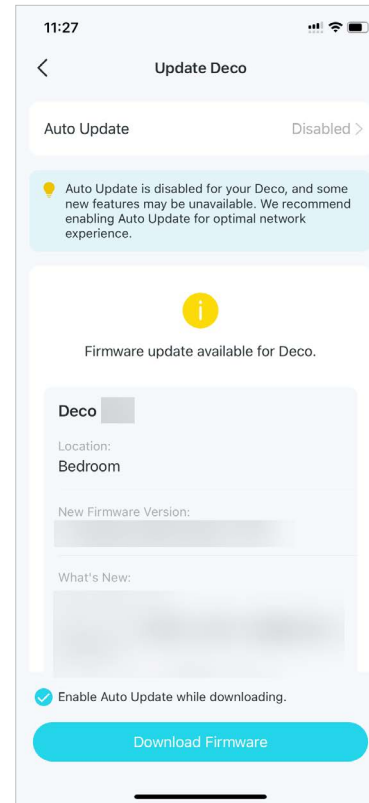 11:27
Update Deco
Auto Update Disabled >
Auto Update is disabled for your Deco, and some
new features may be unavailable. We recommend
enabling Auto Update for optimal network
experience.
Firmware update available for Deco.
Deco
Location:
Bedroom
New Firmware Version:
What's New:
Enable Auto Update while downloading.
Download Firmware